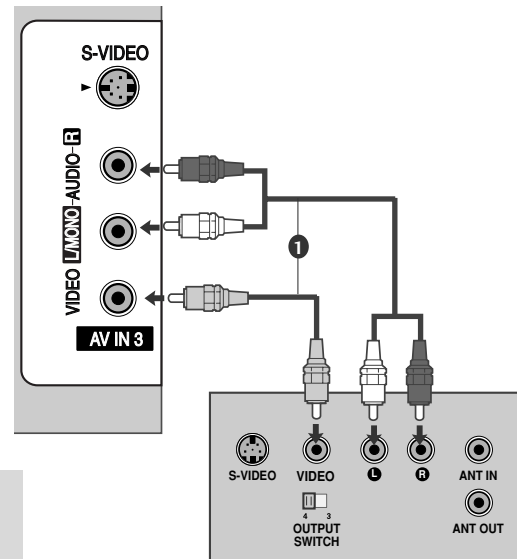 S-VIDEO
VIDEO L/MONO-AUDIO-R
AV IN 3
1
S-VIDEO VIDEO L R ANT IN
4 3
OUTPUT
SWITCH
ANT OUT